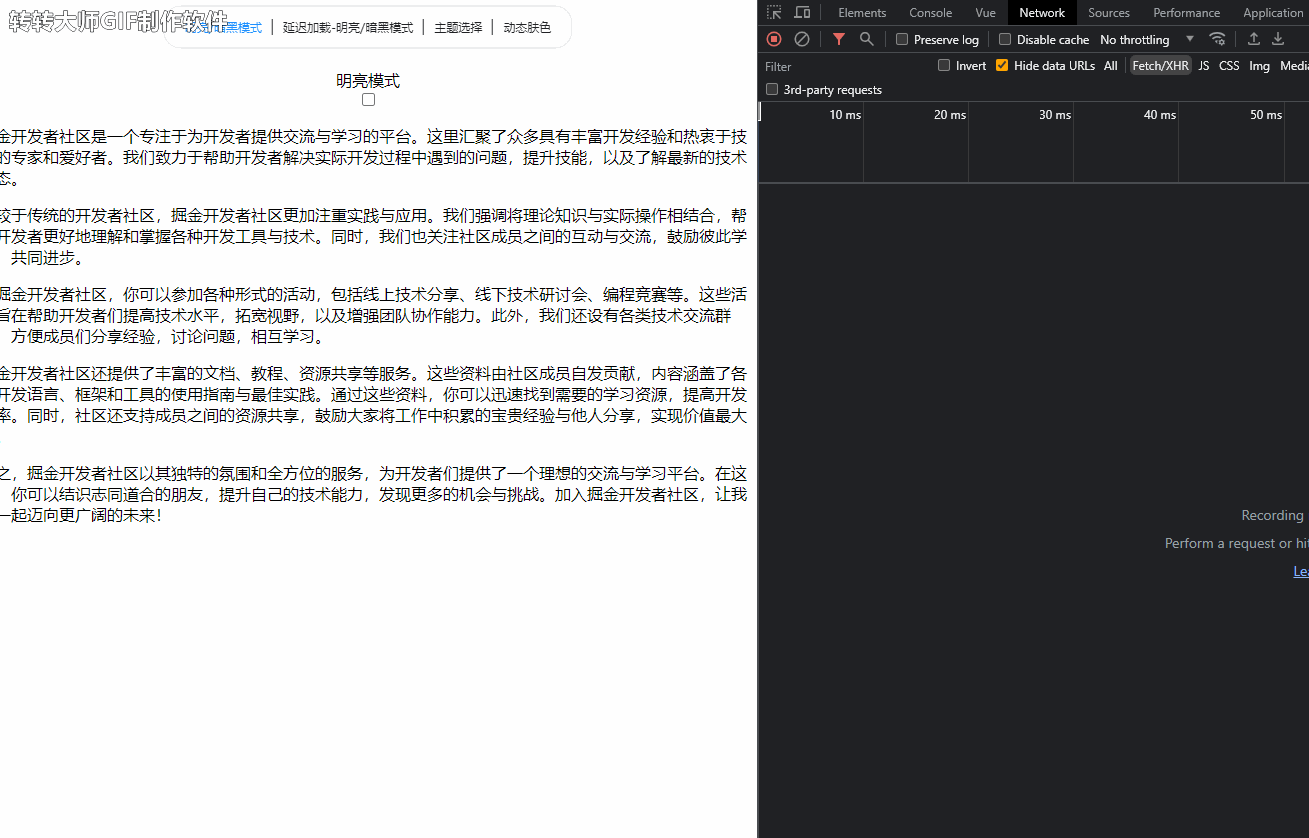 转转大师GIF制作软件
暗黑模式 延迟加载-明亮/暗黑模式 主题选择 动态肤色
明亮模式
金开发者社区是一个专注于为开发者提供交流与学习的平台。这里汇聚了众多具有丰富开发经验和热衷于技
的专家和爱好者。我们致力于帮助开发者解决实际开发过程中遇到的问题，提升技能，以及了解最新的技术
态。
较于传统的开发者社区，掘金开发者社区更加注重实践与应用。我们强调将理论知识与实际操作相结合，帮
开发者更好地理解和掌握各种开发工具与技术。同时，我们也关注社区成员之间的互动与交流，鼓励彼此学
，共同进步。
掘金开发者社区，你可以参加各种形式的活动，包括线上技术分享、线下技术研讨会、编程竞赛等。这些活
旨在帮助开发者们提高技术水平，拓宽视野，以及增强团队协作能力。此外，我们还设有各类技术交流群
，方便成员们分享经验，讨论问题，相互学习。
金开发者社区还提供了丰富的文档、教程、资源共享等服务。这些资料由社区成员自发贡献，内容涵盖了各
开发语言、框架和工具的使用指南与最佳实践。通过这些资料，你可以迅速找到需要的学习资源，提高开发
率。同时，社区还支持成员之间的资源共享，鼓励大家将工作中积累的宝贵经验与他人分享，实现价值最大
之，掘金开发者社区以其独特的氛围和全方位的服务，为开发者们提供了一个理想的交流与学习平台。在这
，你可以结识志同道合的朋友，提升自己的技术能力，发现更多的机会与挑战。加入掘金开发者社区，让我
一起迈向更广阔的未来！
Elements Console Vue Network Sources Performance Application
Preserve log Disable cache No throttling
Filter Invert Hide data URLs All Fetch/XHR JS CSS Img Media
3rd-party requests
10 ms 20 ms 30 ms 40 ms 50 ms
Recording
Perform a request or hit
Lea